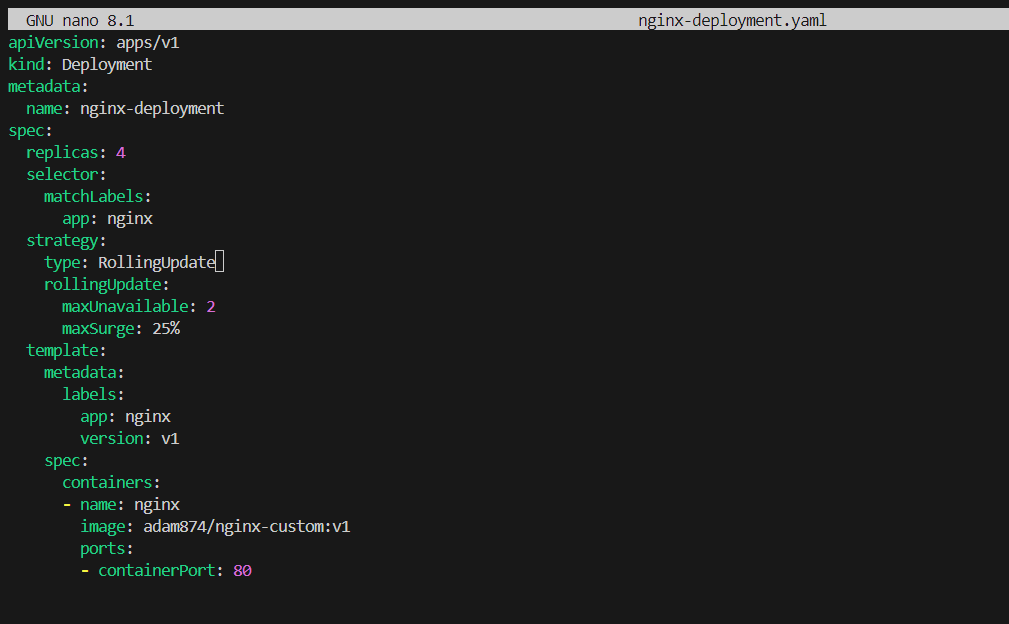 GNU nano 8.1 nginx-deployment.yaml
apiVersion: apps/v1
kind: Deployment
metadata:
  name: nginx-deployment
spec:
  replicas: 4
  selector:
    matchLabels:
      app: nginx
  strategy:
    type: RollingUpdate
    rollingUpdate:
      maxUnavailable: 2
      maxSurge: 25%
  template:
    metadata:
      labels:
        app: nginx
        version: v1
    spec:
      containers:
      - name: nginx
        image: adam874/nginx-custom:v1
        ports:
        - containerPort: 80